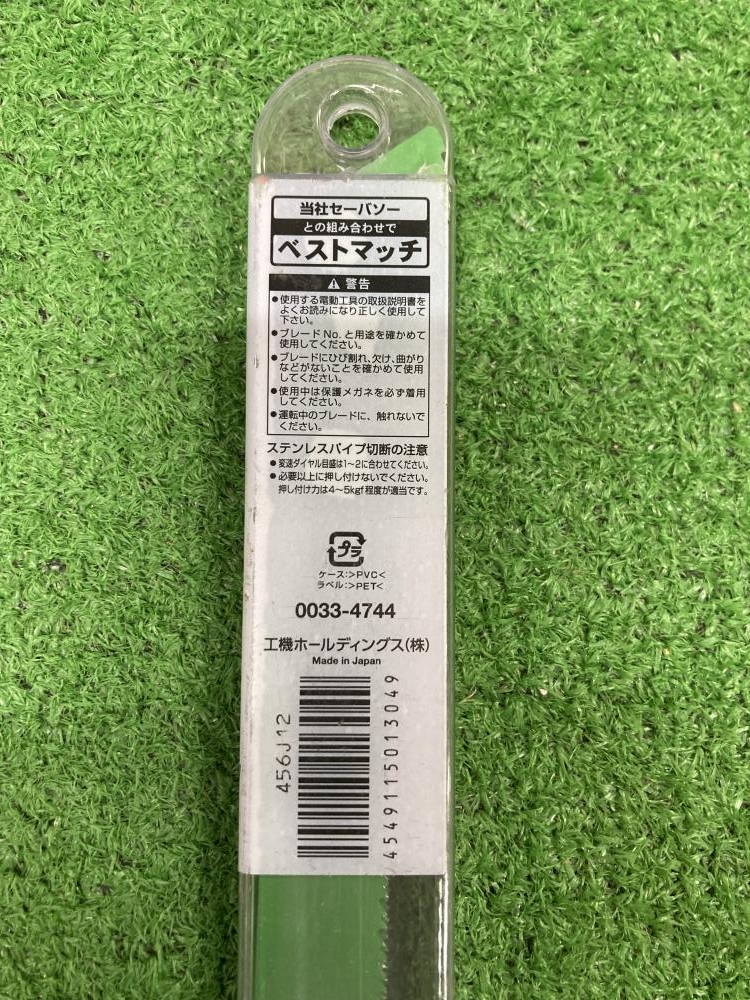 当社セーバソー
との組み合わせで
ベストマッチ
⚠ 警告
●使用する電動工具の取扱説明書を
よくお読みになり正しく使用して
下さい。
●ブレードNo.と用途を確かめて
使用してください。
●ブレードにひび割れ、欠け、曲がり
などがないことを確かめて使用
してください。
●使用中は保護メガネを必ず着用
してください。
●運転中のブレードに、触れないで
ください。
ステンレスパイプ切断の注意
●変速ダイヤル目盛は1~2に合わせてください。
●必要以上に押し付けないでください。
押し付け力は4~5kgf程度が適当です。
プラ
ケース:>PVC<
ラベル:>PET<
0033-4744
工機ホールディングス(株)
Made in Japan
456J12
4549115013049